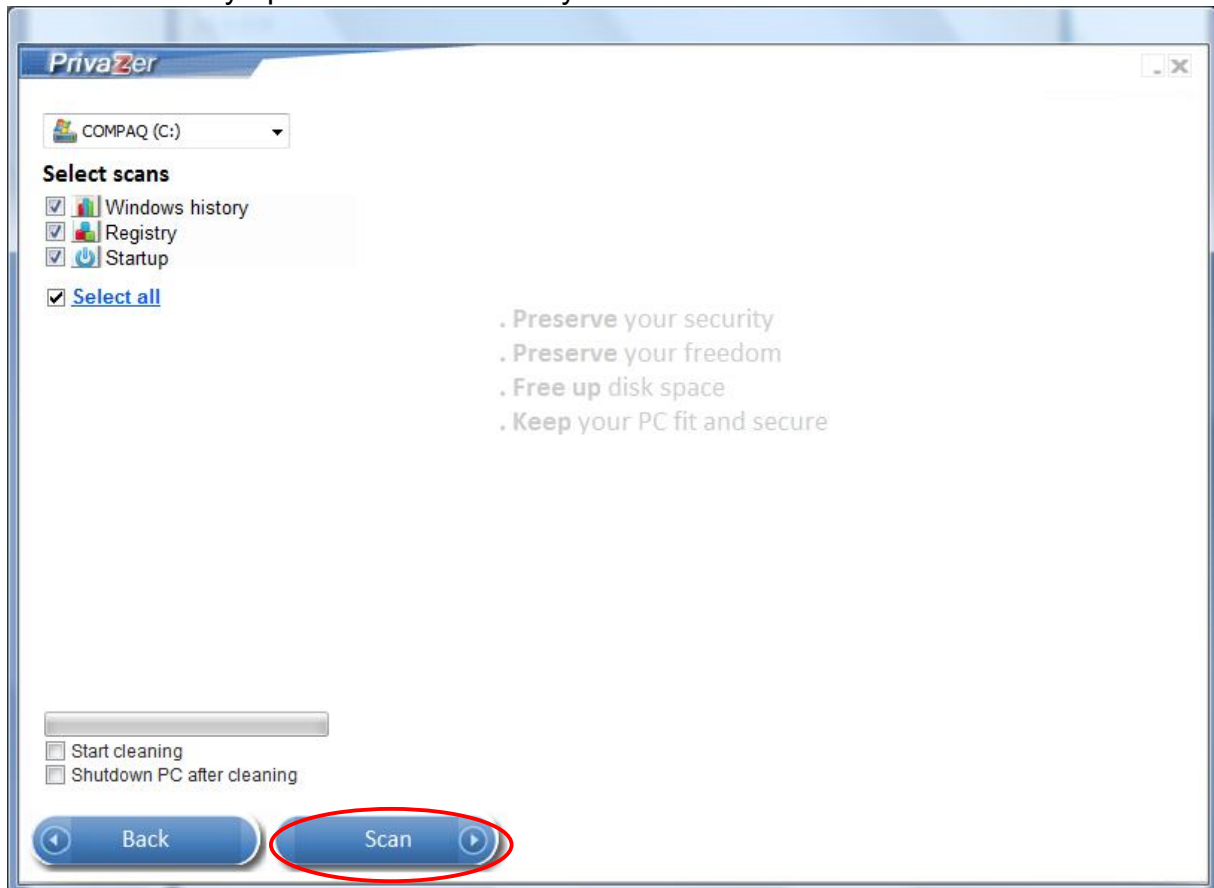 PrivaZer
COMPAQ (C:)
Select scans
Windows history
Registry
Startup
Select all
. Preserve your security
. Preserve your freedom
. Free up disk space
. Keep your PC fit and secure
Start cleaning
Shutdown PC after cleaning
Back
Scan